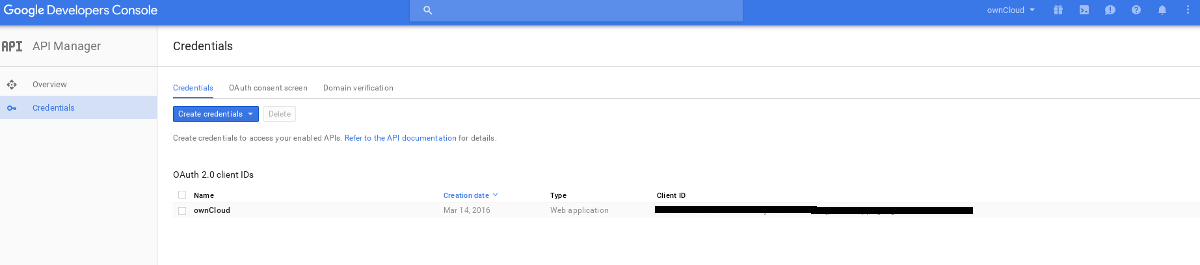 Google Developers Console
ownCloud
API API Manager
Credentials
Overview
Credentials
Credentials OAuth consent screen Domain verification
Create credentials Delete
Create credentials to access your enabled APIs. Refer to the API documentation for details.
OAuth 2.0 client IDs
Name Creation date Type Client ID
ownCloud Mar 14, 2016 Web application